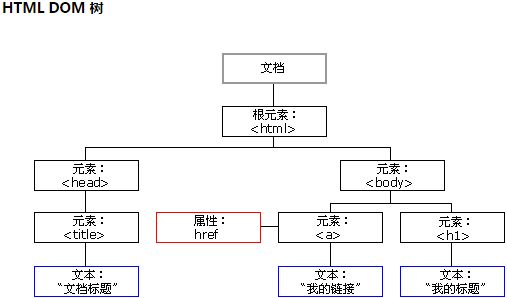 HTML DOM 树
文档
根元素：
<html>
元素：
<head>
元素：
<body>
元素：
<title>
属性：
href
元素：
<a>
元素：
<h1>
文本：
“文档标题”
文本：
“我的链接”
文本：
“我的标题”